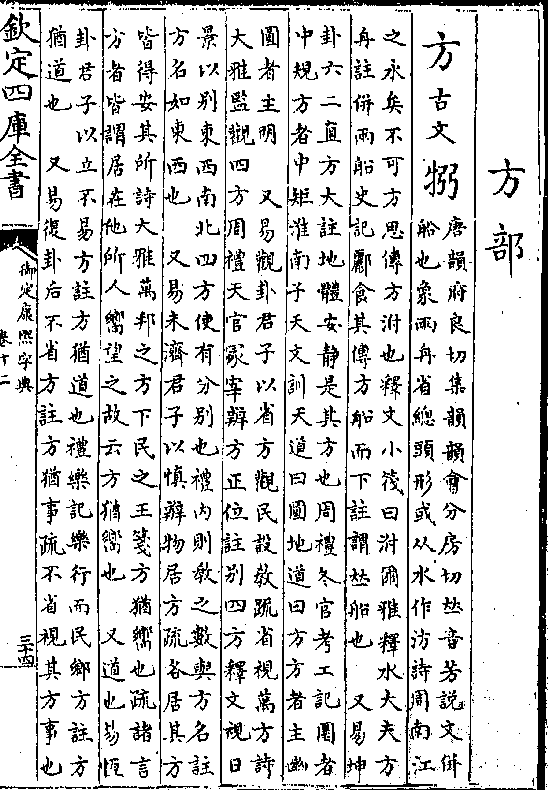 方部
方古文
唐韻府良切集韻韻會分房切𠀤音芳說文倂
船也象兩舟省總頭形或从水作汸詩周南江
之永矣不可方思傳方泭也釋文小筏曰泭爾雅釋水大夫方
舟註倂兩船史記酈食其傳方船而下註謂𠀤船也　又易坤
卦六二直方大註地體安靜是其方也周禮冬官考工記圜者
中規方者中矩淮南子天文訓天道曰圓地道曰方方者主幽
圓者主明　又易觀卦君子以省方觀民設敎疏省視萬方詩
大雅監觀四方周禮天官冢宰辨方正位註別四方釋文視日
景以別東西南北四方使有分別也禮內則敎之數與方名註
方名如東西也　又易未濟君子以慎辨物居方疏各居其方
皆得安其所詩大雅萬邦之方下民之王箋方猶嚮也疏諸言
方者皆謂居在他所人嚮望之故云方猶嚮也　又道也易恆
卦君子以立不易方註方猶道也禮樂記樂行而民鄉方註方
猶道也　又易復卦后不省方註方猶事疏不省視其方事也
欽定四庫全書
御定康熙字典
卷十二
三十四